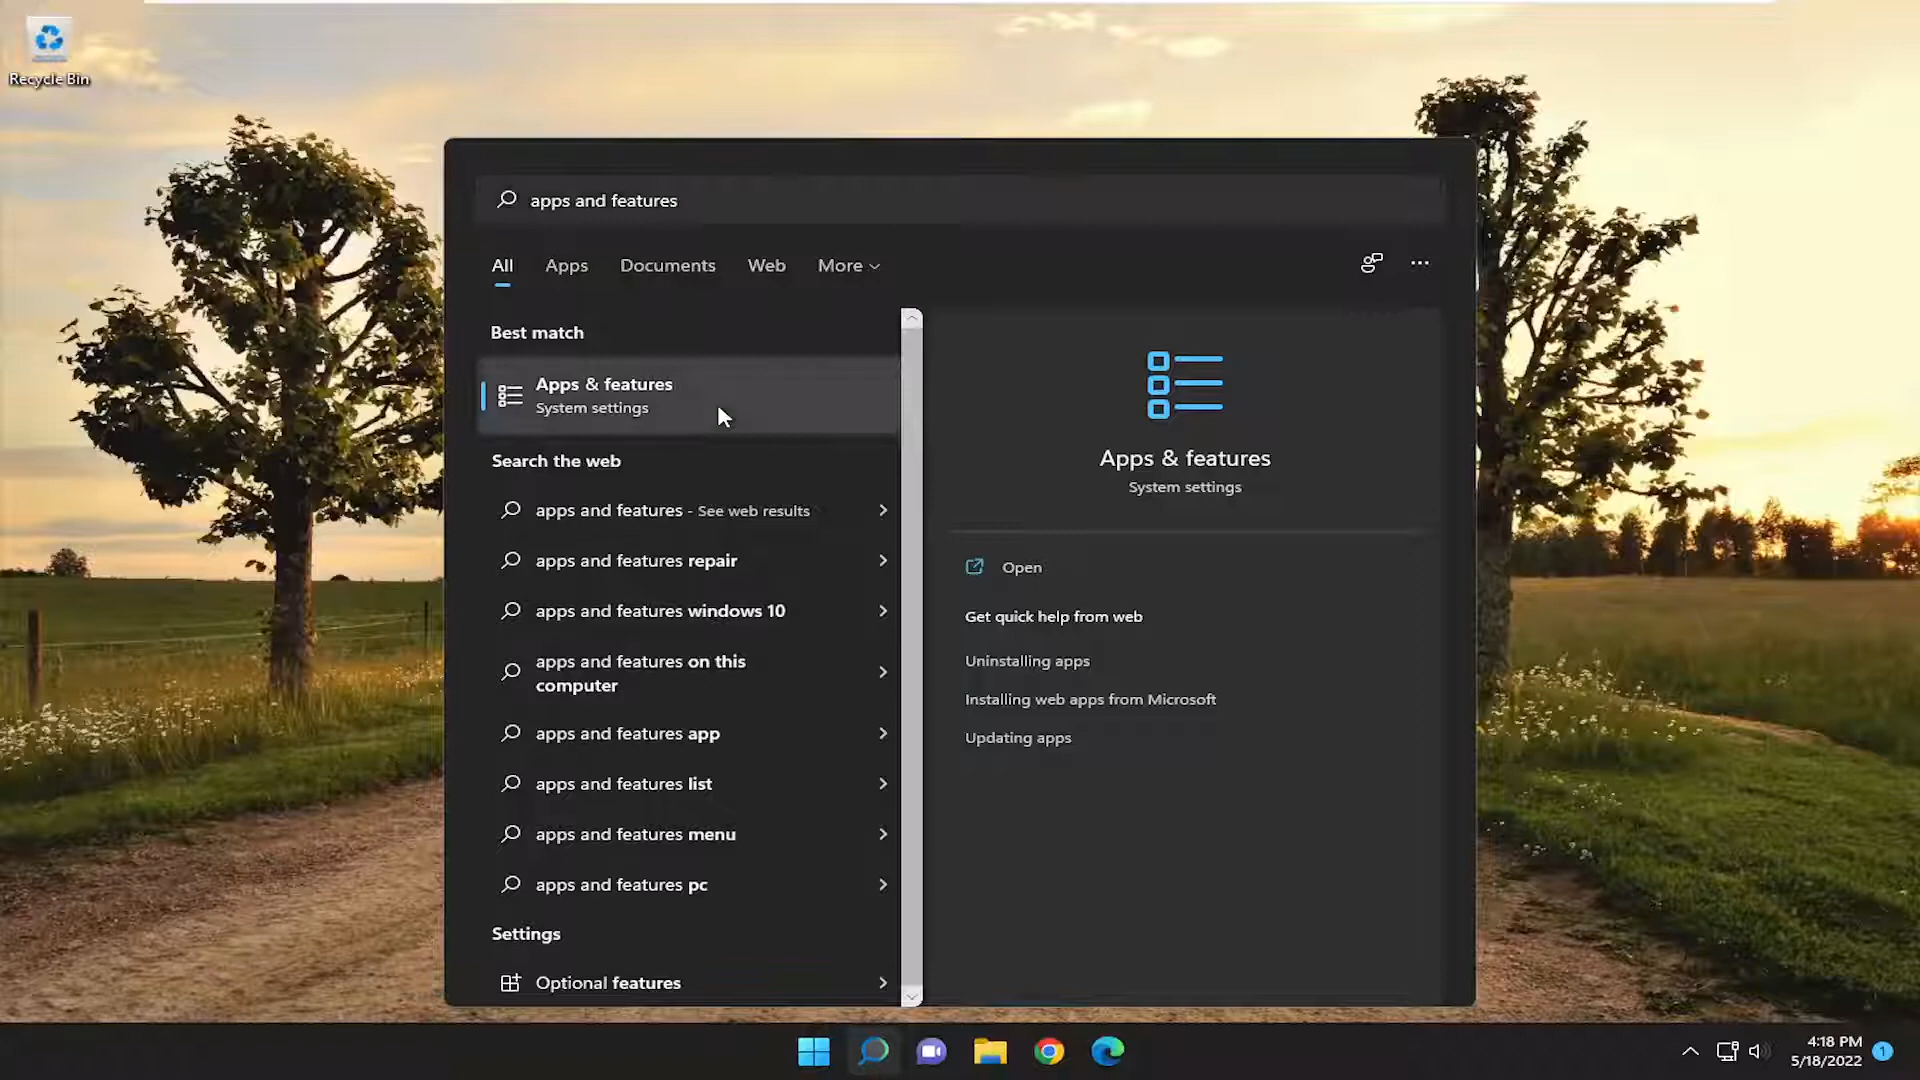 Recycle Bin
apps and features
All Apps Documents Web More
Best match
Apps & features
System settings
Search the web
apps and features - See web results
apps and features repair
apps and features windows 10
apps and features on this
computer
apps and features app
apps and features list
apps and features menu
apps and features pc
Settings
Optional features
Apps & features
System settings
Open
Get quick help from web
Uninstalling apps
Installing web apps from Microsoft
Updating apps
4:18 PM
5/18/2022
1